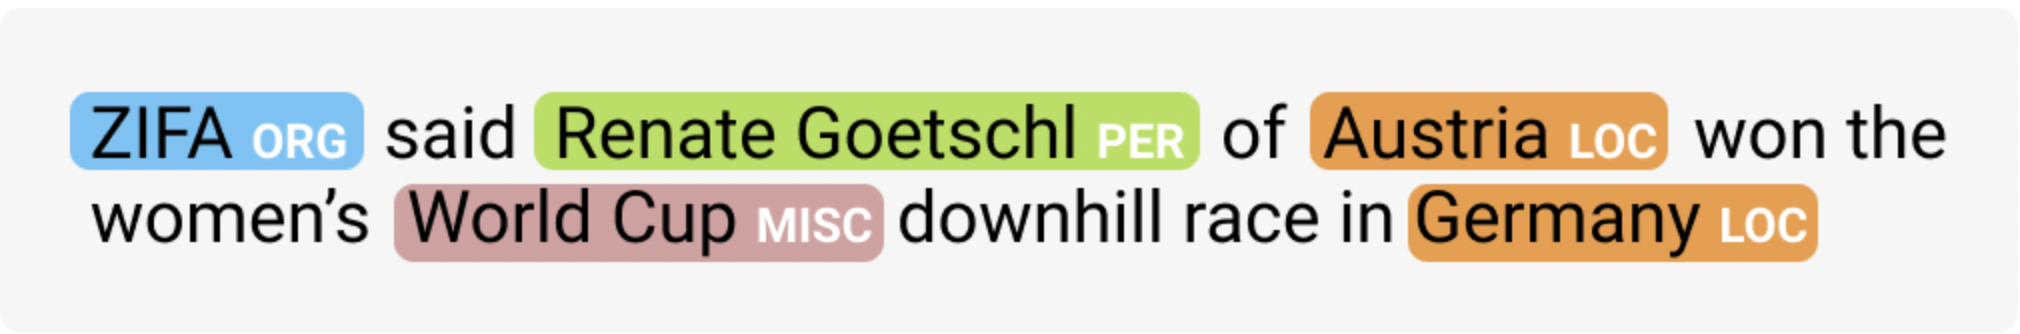 ZIFA ORG said Renate Goetschl PER of Austria LOC won the
women’s World Cup MISC downhill race in Germany LOC